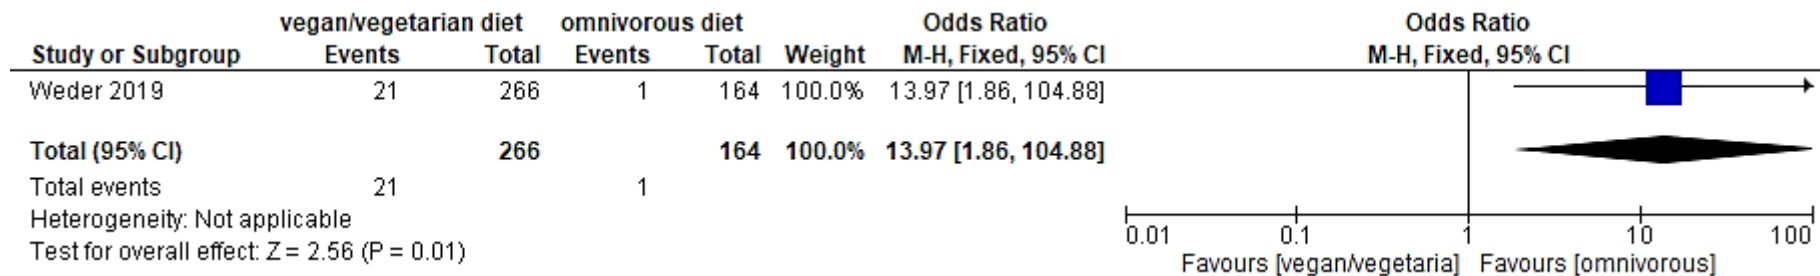 vegan/vegetarian diet omnivorous diet Odds Ratio Odds Ratio
Study or Subgroup Events Total Events Total Weight M-H, Fixed, 95% CI M-H, Fixed, 95% CI
Weder 2019 21 266 1 164 100.0% 13.97 [1.86, 104.88]
Total (95% CI) 266 164 100.0% 13.97 [1.86, 104.88]
Total events 21 1
Heterogeneity: Not applicable
Test for overall effect: Z = 2.56 (P = 0.01)
0.01 0.1 1 10 100
Favours [vegan/vegetaria] Favours [omnivorous]